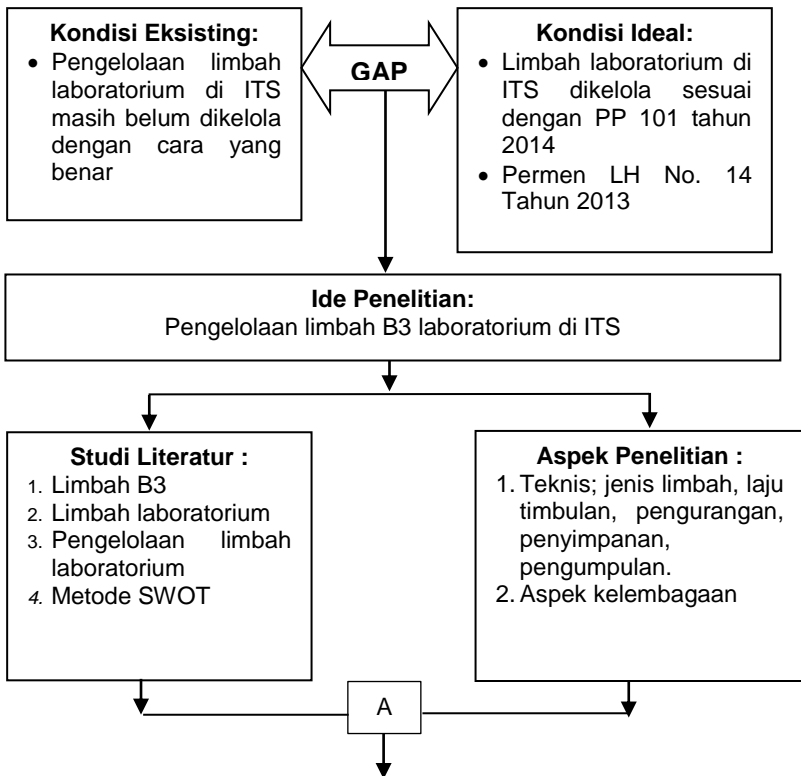 Kondisi Eksisting:
• Pengelolaan limbah
laboratorium di ITS
masih belum dikelola
dengan cara yang
benar
GAP
Kondisi Ideal:
• Limbah laboratorium di
ITS dikelola sesuai
dengan PP 101 tahun
2014
• Permen LH No. 14
Tahun 2013
Ide Penelitian:
Pengelolaan limbah B3 laboratorium di ITS
Studi Literatur :
1. Limbah B3
2. Limbah laboratorium
3. Pengelolaan limbah
laboratorium
4. Metode SWOT
Aspek Penelitian :
1. Teknis; jenis limbah, laju
timbulan, pengurangan,
penyimpanan,
pengumpulan.
2. Aspek kelembagaan
A